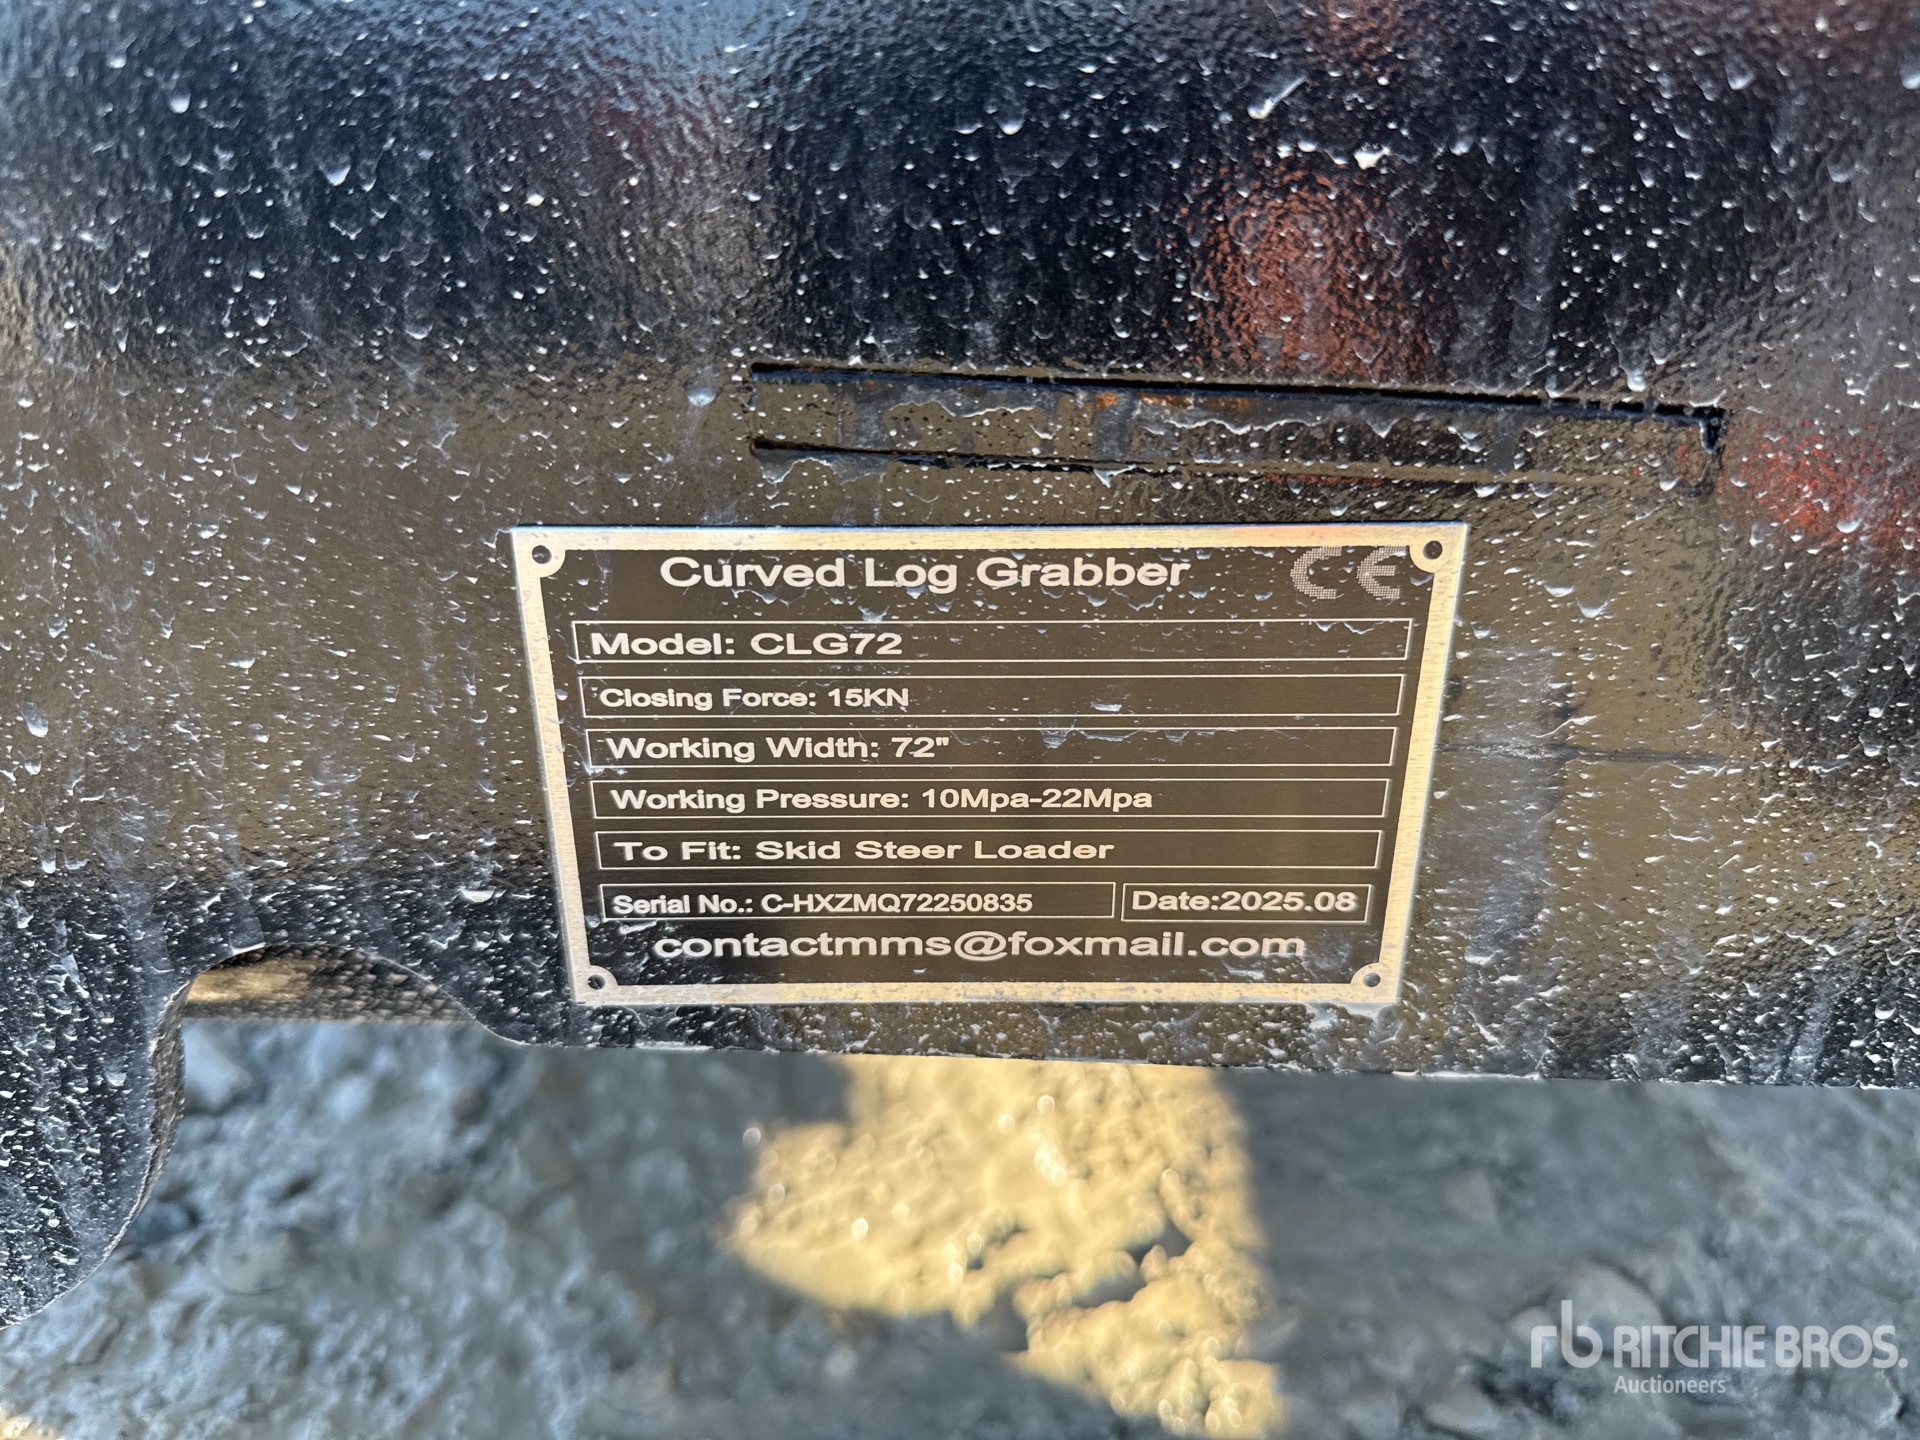 Curved Log Grabber CE
Model: CLG72
Closing Force: 15KN
Working Width: 72"
Working Pressure: 10Mpa-22Mpa
To Fit: Skid Steer Loader
Serial No.: C-HXZMQ72250835 Date:2025.08
contactmms@foxmail.com
rb RITCHIE BROS.
Auctioneers